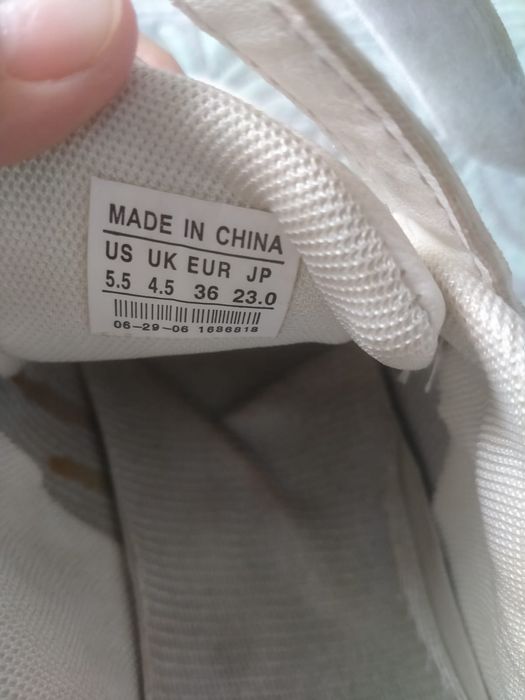 MADE IN CHINA
US UK EUR JP
5.5 4.5 36 23.0
06-29-06 1686818